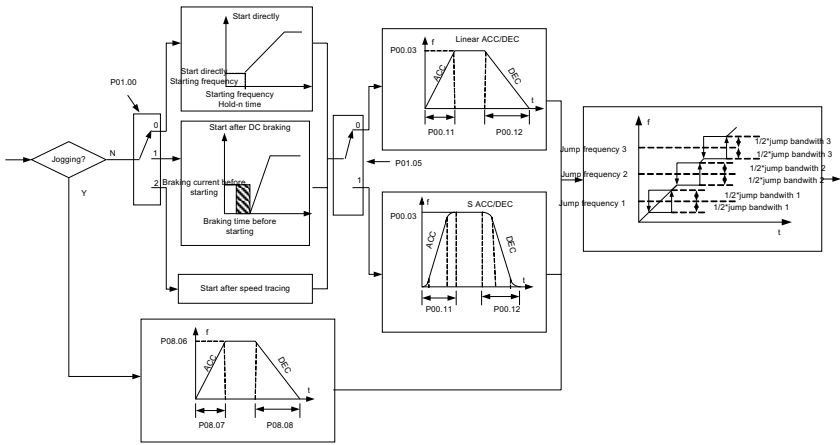 Jogging?
N
Y
P01.00
0
1
2
Start directly
Start directly
Starting frequency
Starting frequency
Hold-n time
Start after DC braking
Braking current before
starting
Braking time before
starting
Start after speed tracing
0
1
P01.05
Linear ACC/DEC
P00.03
f
ACC
DEC
t
P00.11
P00.12
S ACC/DEC
P00.03
f
ACC
DEC
t
P00.11
P00.12
P08.06
f
ACC
DEC
t
P08.07
P08.08
f
Jump frequency 3
Jump frequency 2
Jump frequency 1
1/2*jump bandwith 3
1/2*jump bandwith 3
1/2*jump bandwith 2
1/2*jump bandwith 2
1/2*jump bandwith 1
1/2*jump bandwith 1
t